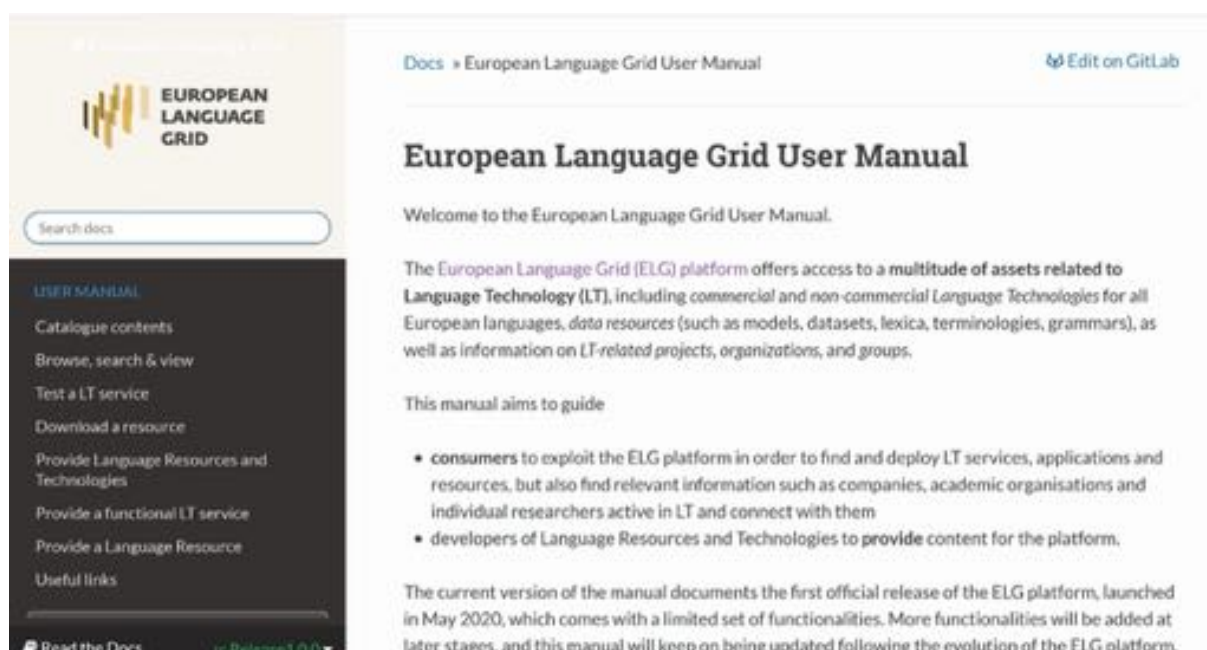 EUROPEAN
LANGUAGE
GRID
Search docs
USER MANUAL
Catalogue contents
Browse, search & view
Test a LT service
Download a resource
Provide Language Resources and
Technologies
Provide a functional LT service
Provide a Language Resource
Useful links
Read the Docs
Release1.0.0
Docs » European Language Grid User Manual
Edit on GitLab
European Language Grid User Manual
Welcome to the European Language Grid User Manual.
The European Language Grid (ELG) platform offers access to a multitude of assets related to
Language Technology (LT), including commercial and non-commercial Language Technologies for all
European languages, data resources (such as models, datasets, lexica, terminologies, grammars), as
well as information on LT-related projects, organizations, and groups.
This manual aims to guide
• consumers to exploit the ELG platform in order to find and deploy LT services, applications and
resources, but also find relevant information such as companies, academic organisations and
individual researchers active in LT and connect with them
• developers of Language Resources and Technologies to provide content for the platform.
The current version of the manual documents the first official release of the ELG platform, launched
in May 2020, which comes with a limited set of functionalities. More functionalities will be added at
later stages, and this manual will keep on being updated following the evolution of the ELG platform.